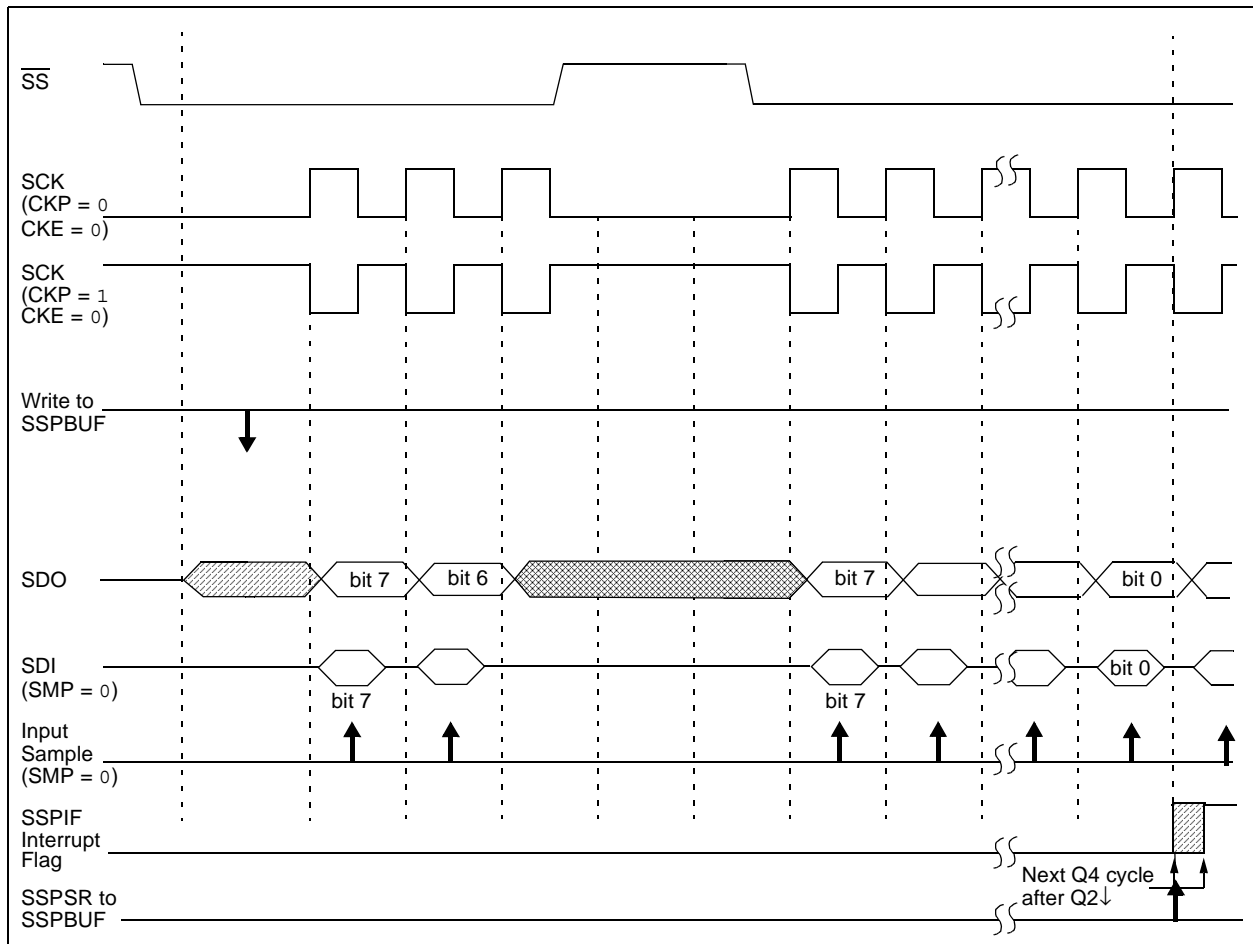 SS
SCK
(CKP = 0
CKE = 0)
SCK
(CKP = 1
CKE = 0)
Write to
SSPBUF
SDO
bit 7
bit 6
bit 7
bit 0
SDI
(SMP = 0)
bit 7
bit 7
bit 0
Input
Sample
(SMP = 0)
SSPIF
Interrupt
Flag
Next Q4 cycle
after Q2↓
SSPSR to
SSPBUF